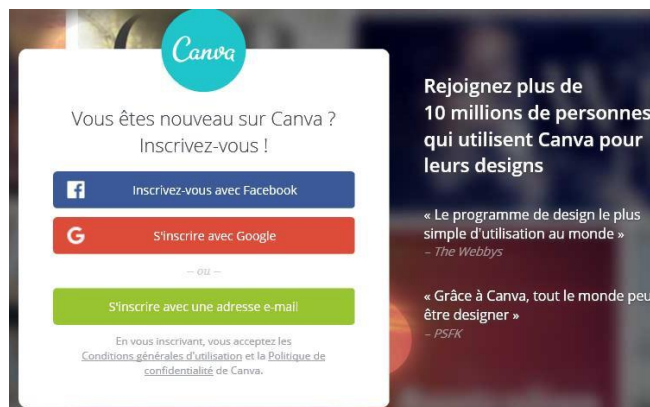 Canva
Vous êtes nouveau sur Canva ?
Inscrivez-vous !
Inscrivez-vous avec Facebook
S'inscrire avec Google
– ou –
S'inscrire avec une adresse e-mail
En vous inscrivant, vous acceptez les
Conditions générales d'utilisation et la Politique de
confidentialité de Canva.
Rejoignez plus de
10 millions de personnes
qui utilisent Canva pour
leurs designs
« Le programme de design le plus
simple d'utilisation au monde »
– The Webbys
« Grâce à Canva, tout le monde peu
être designer »
– PSFK